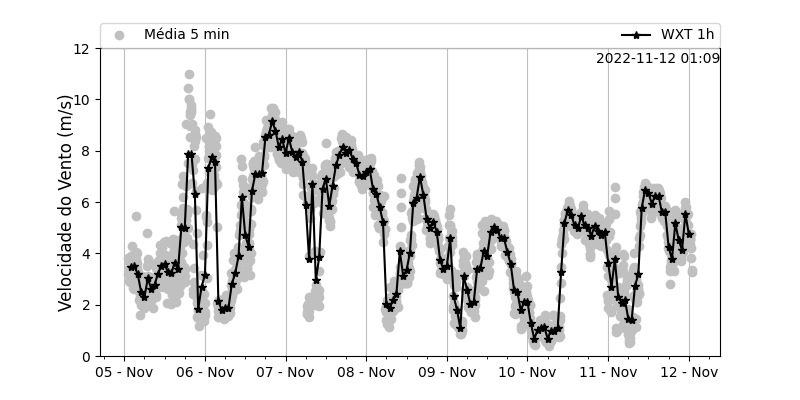 Média 5 min
WXT 1h
2022-11-12 01:09
Velocidade do Vento (m/s)
12
10
8
6
4
2
0
05 - Nov
06 - Nov
07 - Nov
08 - Nov
09 - Nov
10 - Nov
11 - Nov
12 - Nov